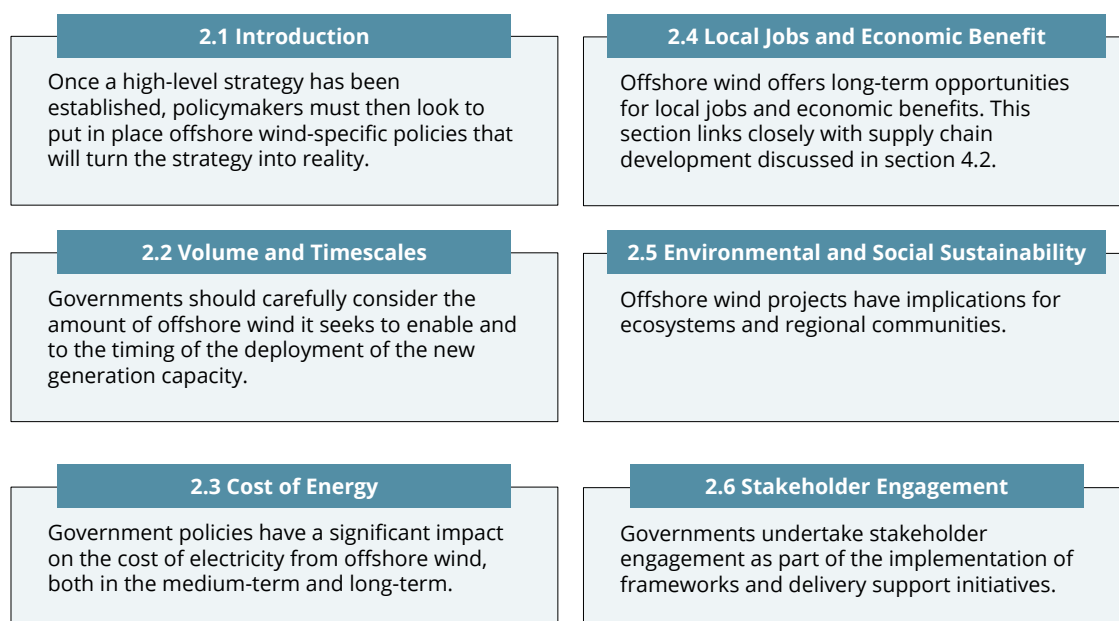 2.1 Introduction
Once a high-level strategy has been
established, policymakers must then look to
put in place offshore wind-specific policies that
will turn the strategy into reality.
2.2 Volume and Timescales
Governments should carefully consider the
amount of offshore wind it seeks to enable and
to the timing of the deployment of the new
generation capacity.
2.3 Cost of Energy
Government policies have a significant impact
on the cost of electricity from offshore wind,
both in the medium-term and long-term.
2.4 Local Jobs and Economic Benefit
Offshore wind offers long-term opportunities
for local jobs and economic benefits. This
section links closely with supply chain
development discussed in section 4.2.
2.5 Environmental and Social Sustainability
Offshore wind projects have implications for
ecosystems and regional communities.
2.6 Stakeholder Engagement
Governments undertake stakeholder
engagement as part of the implementation of
frameworks and delivery support initiatives.